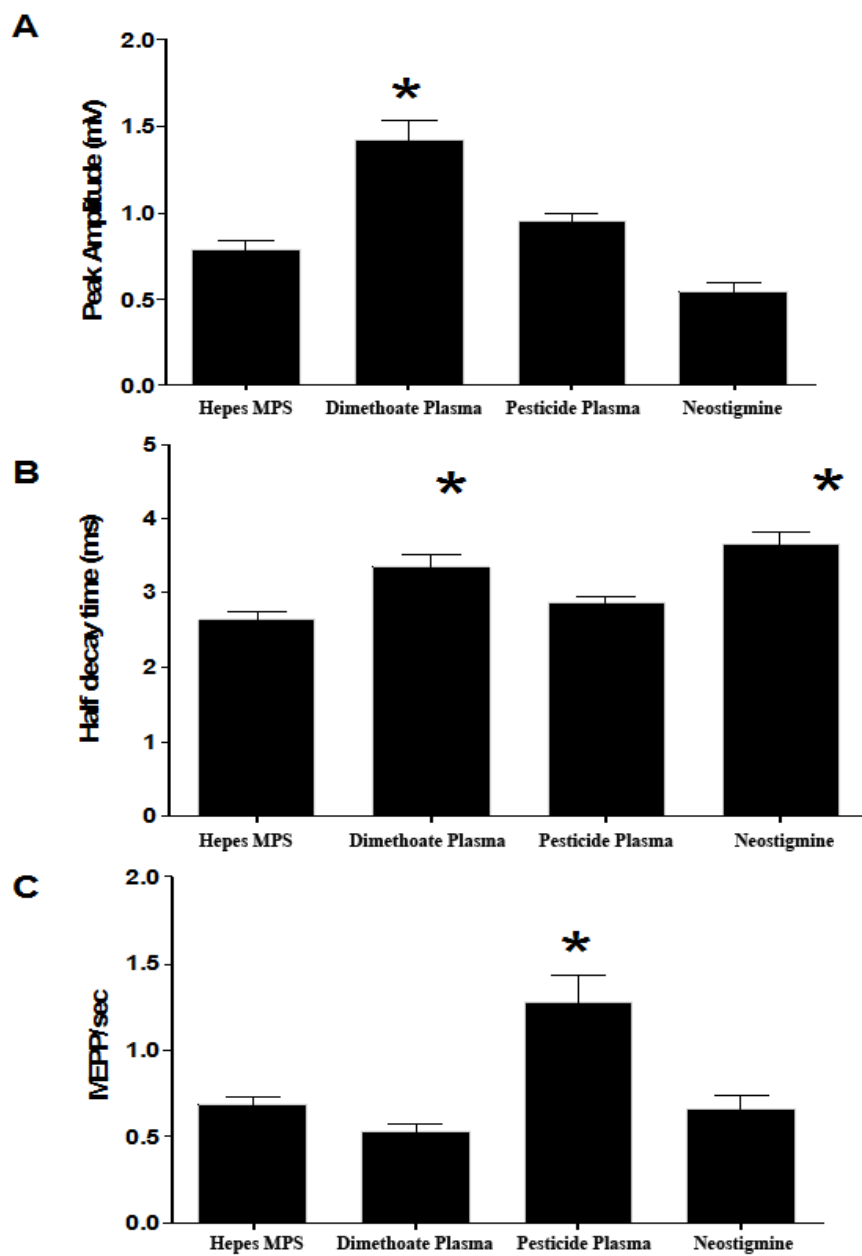 A
2.0
1.5
1.0
0.5
0.0
Peak Amplitude (mV)
*
Hepes MPS Dimethoate Plasma Pesticide Plasma Neostigmine
B
5
4
3
2
1
0
Half decay time (ms)
* *
Hepes MPS Dimethoate Plasma Pesticide Plasma Neostigmine
C
2.0
1.5
1.0
0.5
0.0
MEPP/sec
*
Hepes MPS Dimethoate Plasma Pesticide Plasma Neostigmine